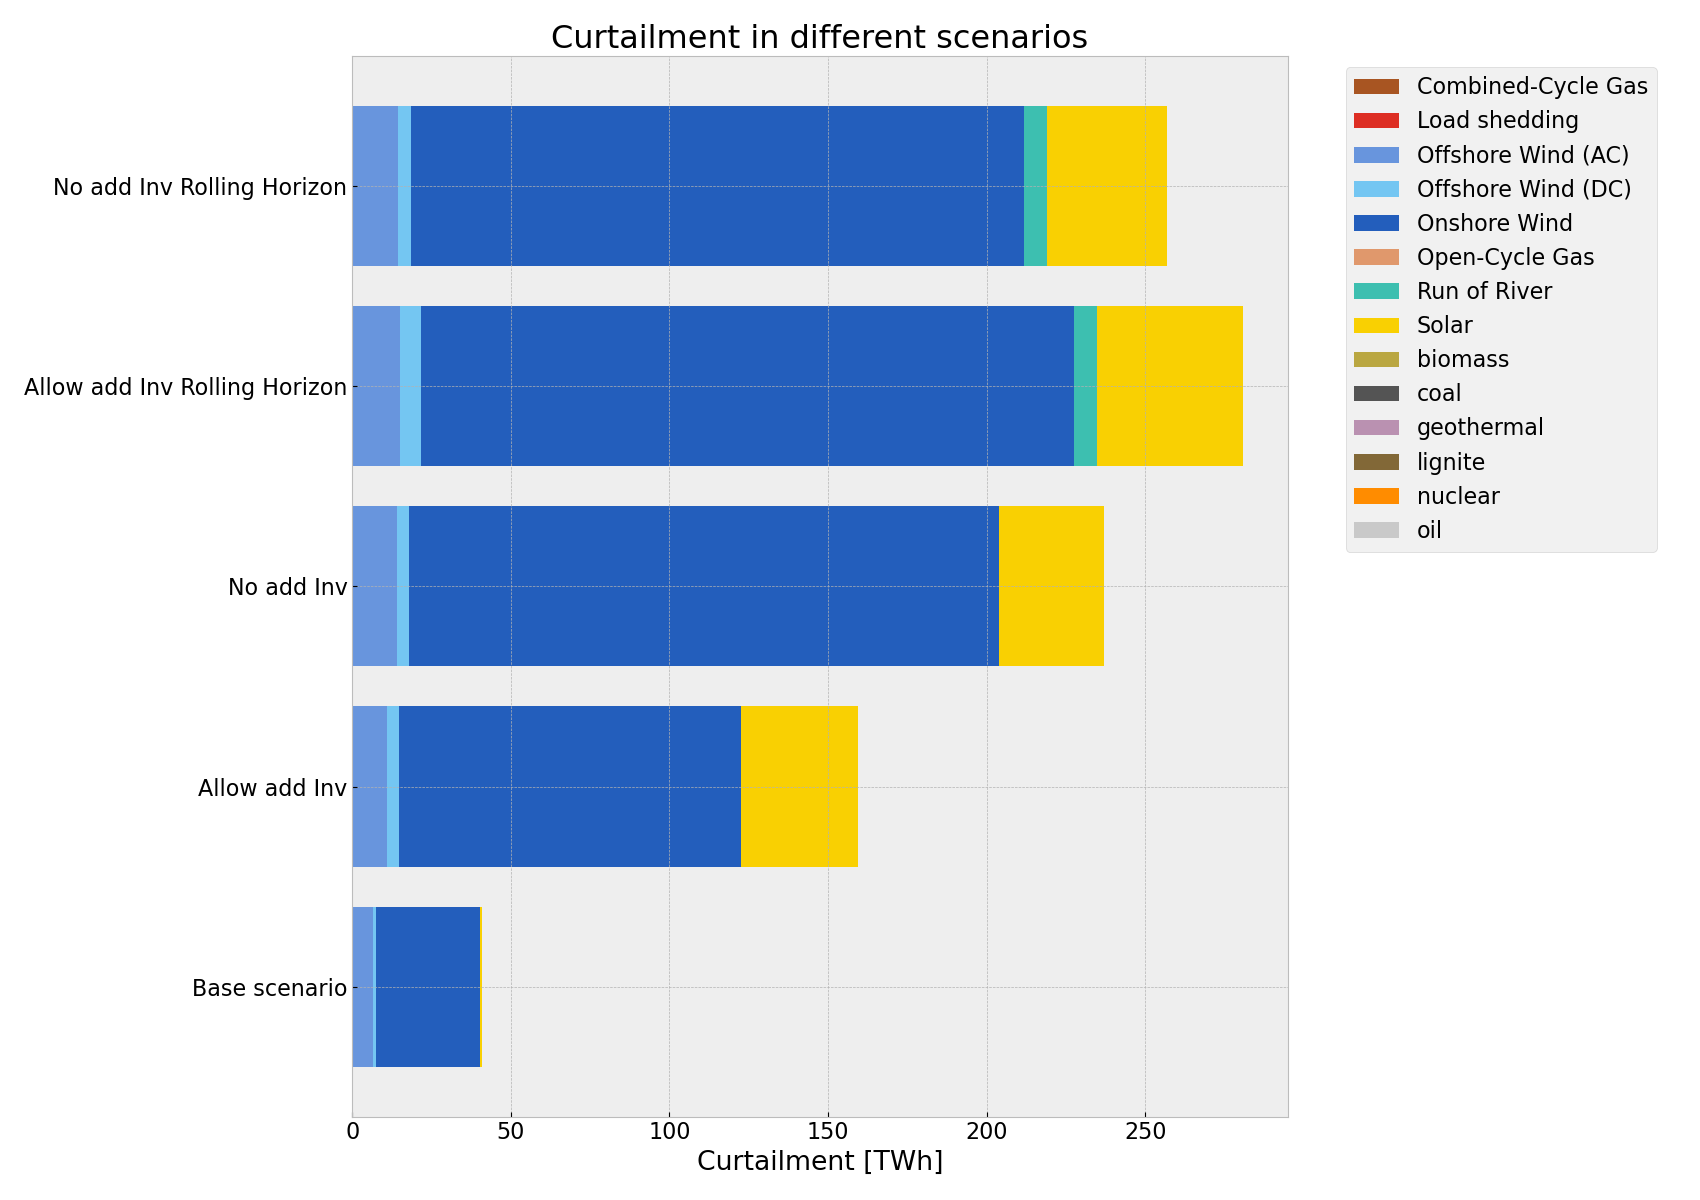 Curtailment in different scenarios
No add Inv Rolling Horizon
Allow add Inv Rolling Horizon
No add Inv
Allow add Inv
Base scenario
0 50 100 150 200 250
Curtailment [TWh]
Combined-Cycle Gas
Load shedding
Offshore Wind (AC)
Offshore Wind (DC)
Onshore Wind
Open-Cycle Gas
Run of River
Solar
biomass
coal
geothermal
lignite
nuclear
oil